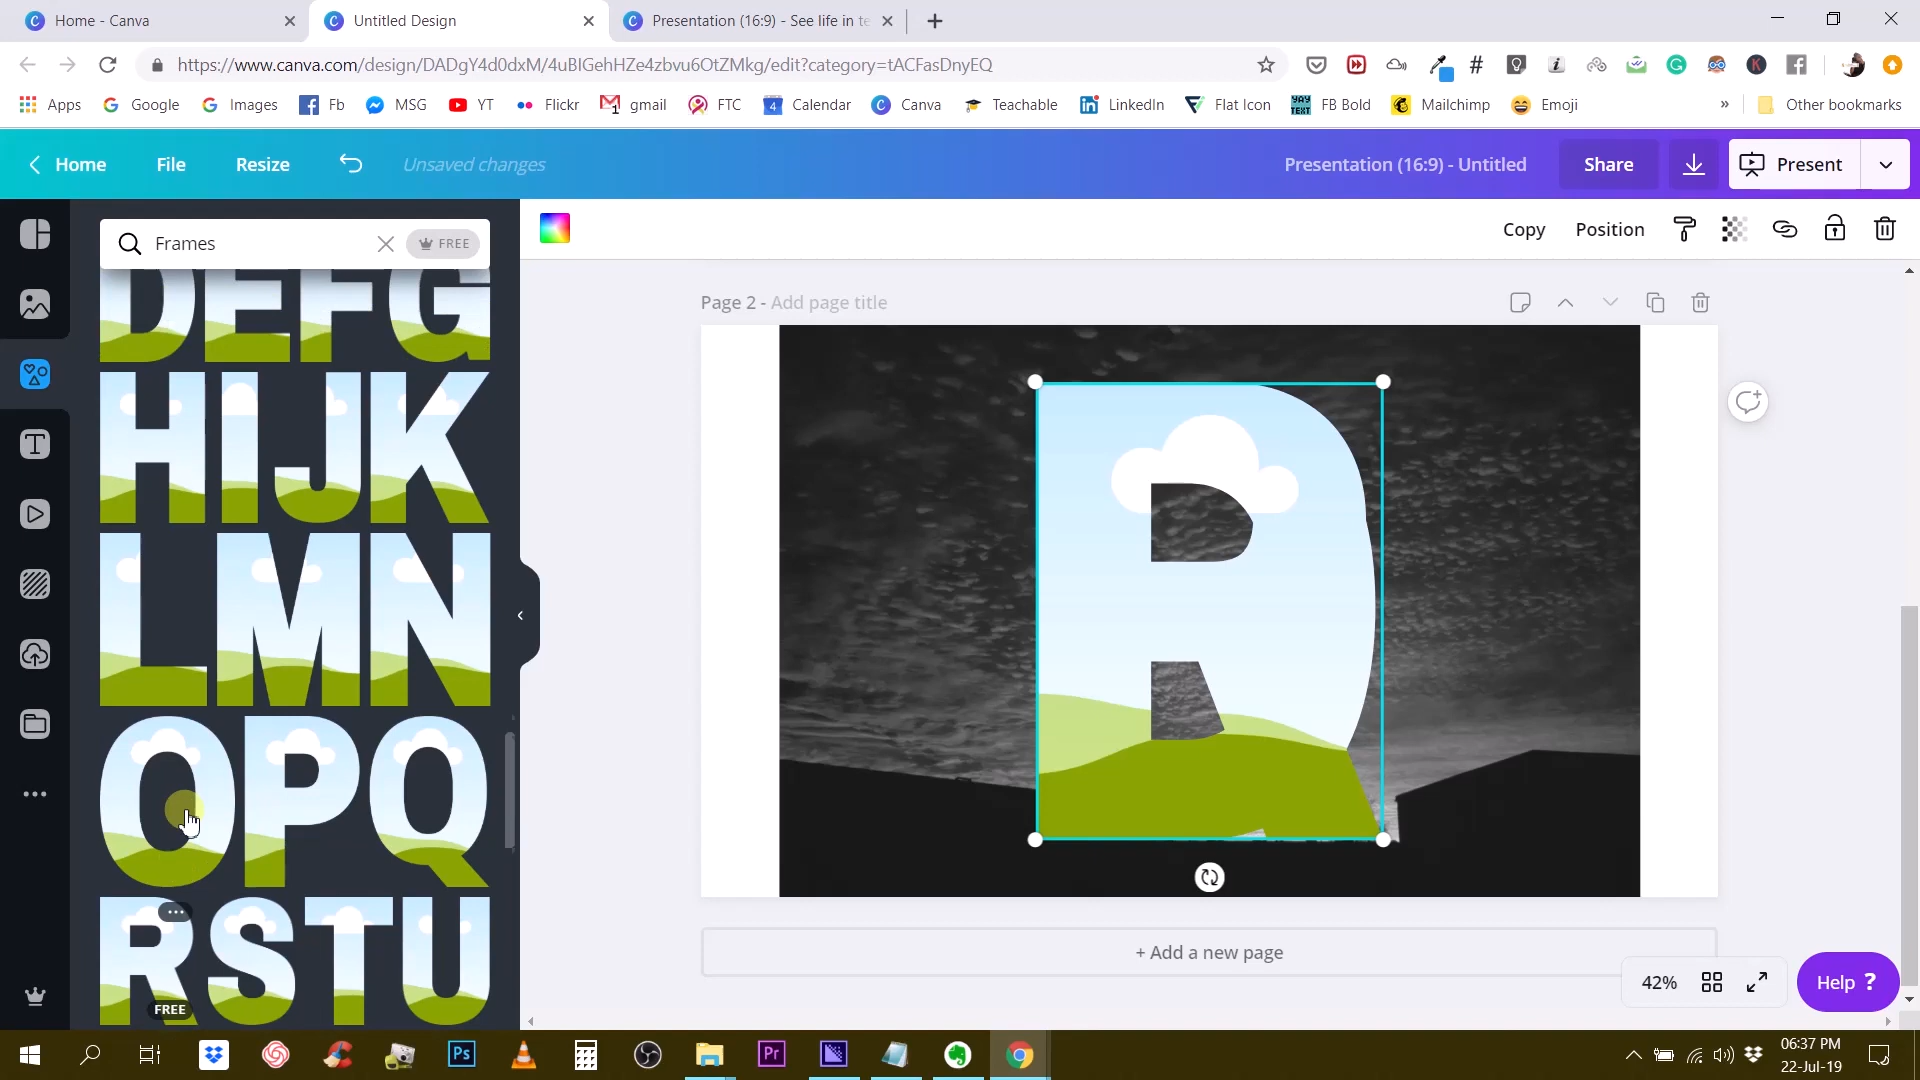 Home - Canva
Untitled Design
Presentation (16:9) - See life in te
https://www.canva.com/design/DADgY4d0dxM/4uBIGehHZe4zbvu6OtZMkg/edit?category=tACFasDnyEQ
Apps Google Images Fb MSG YT Flickr gmail FTC Calendar Canva Teachable LinkedIn Flat Icon FB Bold Mailchimp Emoji » Other bookmarks
Home File Resize Unsaved changes Presentation (16:9) - Untitled Share Present
Frames FREE
Copy Position
Page 2 - Add page title
DEFG
HIJK
LMN
OPQ
RSTU
FREE
R
+ Add a new page
42%
Help ?
06:37 PM
22-Jul-19